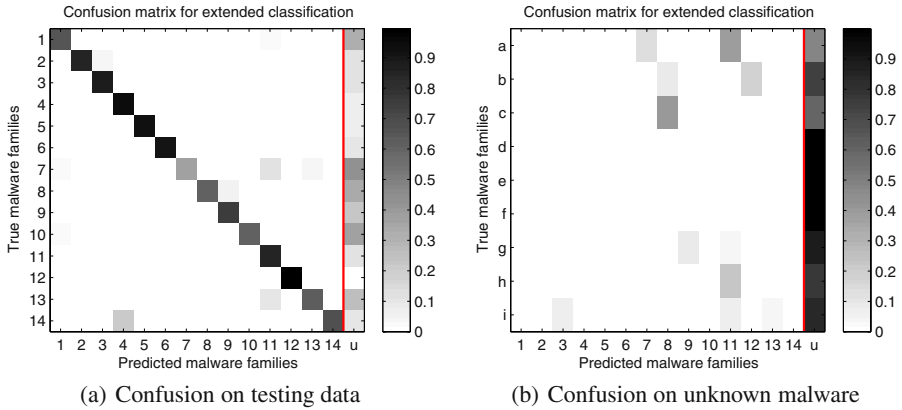 Confusion matrix for extended classification
1
2
3
4
5
6
7
8
9
10
11
12
13
14
True malware families
1 2 3 4 5 6 7 8 9 10 11 12 13 14 u
Predicted malware families
0.9
0.8
0.7
0.6
0.5
0.4
0.3
0.2
0.1
0
(a) Confusion on testing data
Confusion matrix for extended classification
a
b
c
d
e
f
g
h
i
True malware families
1 2 3 4 5 6 7 8 9 10 11 12 13 14 u
Predicted malware families
0.9
0.8
0.7
0.6
0.5
0.4
0.3
0.2
0.1
0
(b) Confusion on unknown malware